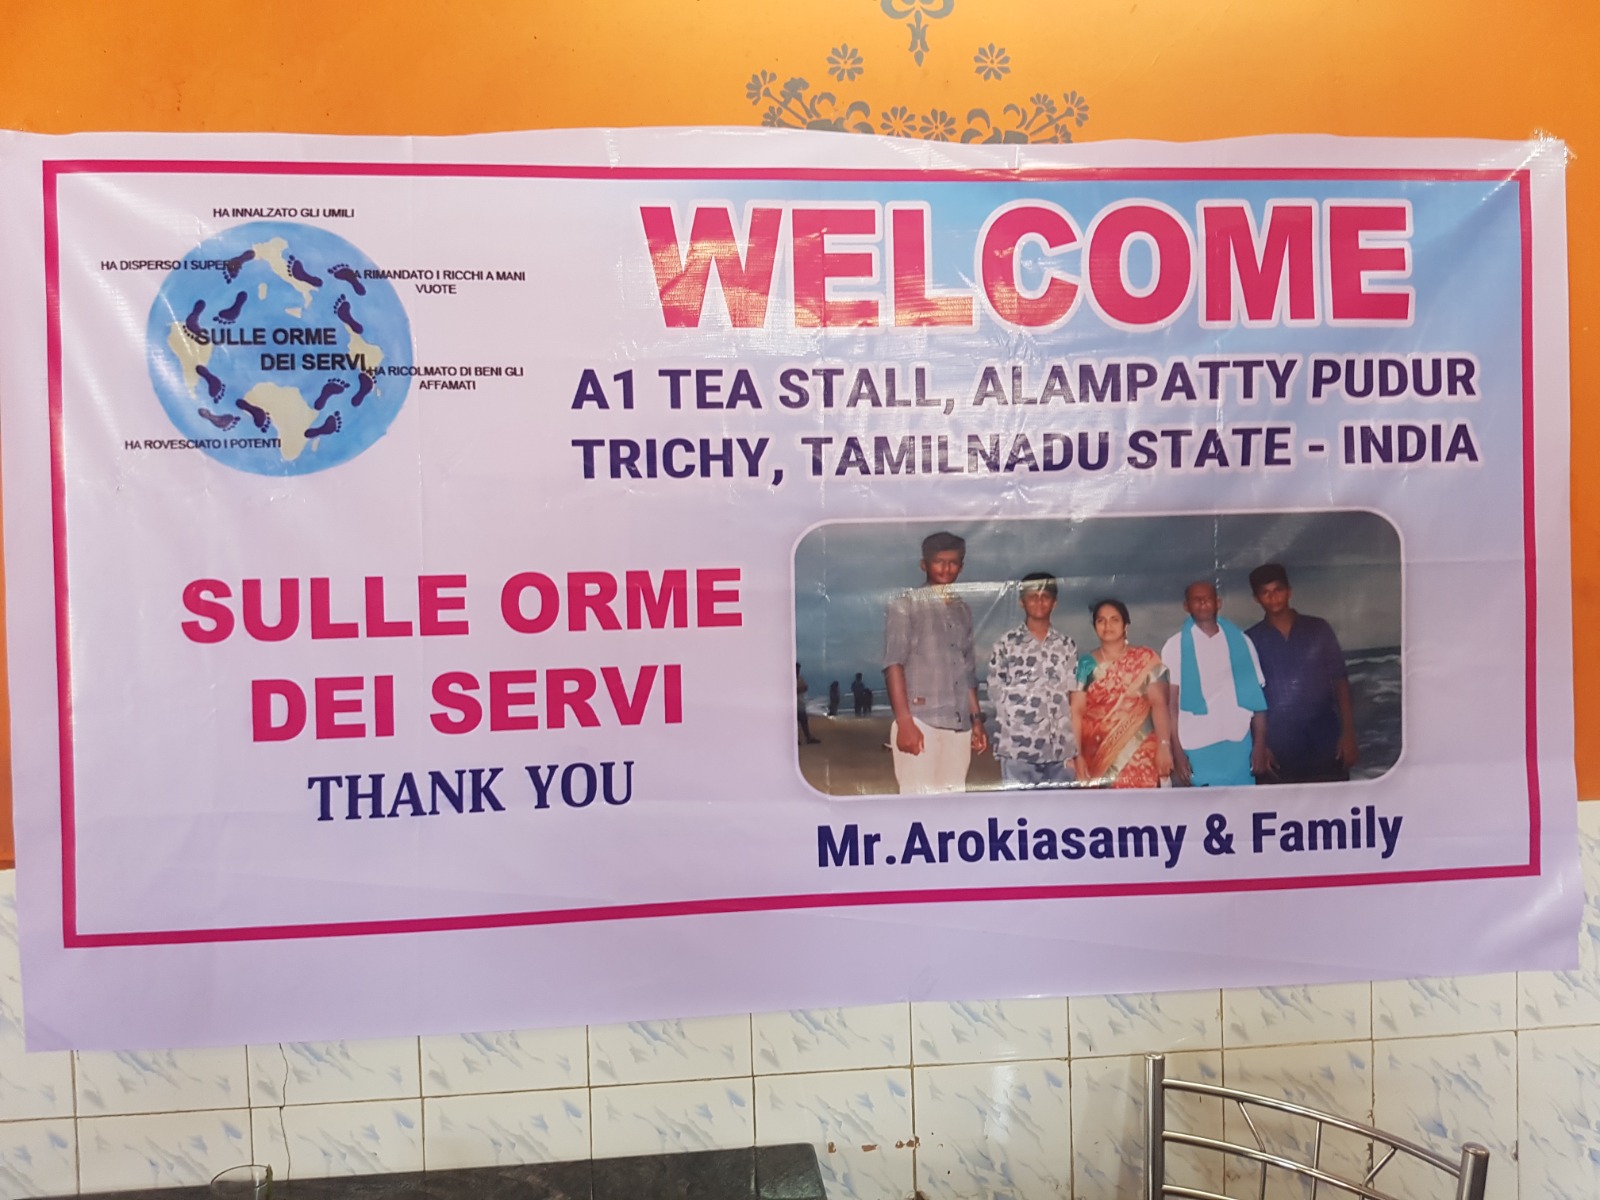 HA INNALZATO GLI UMILI
HA DISPERSO I SUPERBI
HA RIMANDATO I RICCHI A MANI
VUOTE
SULLE ORME
DEI SERVI
HA RICOLMATO DI BENI GLI
AFFAMATI
HA ROVESCIATO I POTENTI
WELCOME
A1 TEA STALL, ALAMPATTY PUDUR
TRICHY, TAMILNADU STATE - INDIA
SULLE ORME
DEI SERVI
THANK YOU
Mr.Arokiasamy & Family